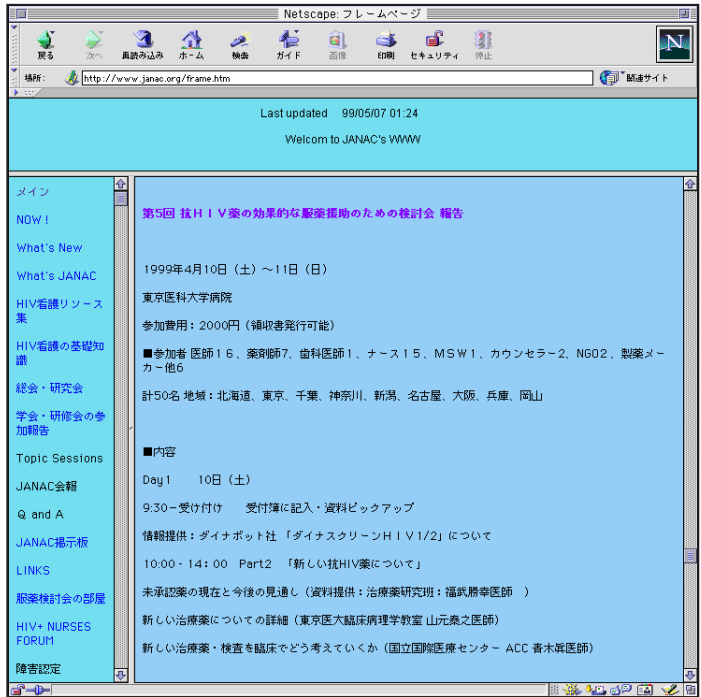 Netscape: フレームページ
戻る 次へ 再読み込み ホーム 検索 ガイド 画像 印刷 セキュリティ 停止
場所: http://www.janac.org/frame.htm 関連サイト
Last updated 99/05/07 01:24
Welcom to JANAC's WWW
メイン
NOW !
What's New
What's JANAC
HIV看護リソース
集
HIV看護の基礎知
識
総会・研究会
学会・研修会の参
加報告
Topic Sessions
JANAC会報
Q and A
JANAC掲示板
LINKS
服薬検討会の部屋
HIV+ NURSES
FORUM
障害認定
第5回 抗ＨＩＶ薬の効果的な服薬援助のための検討会 報告
1999年4月10日（土）～11日（日）
東京医科大学病院
参加費用：2000円（領収書発行可能）
■参加者 医師１６、薬剤師7、歯科医師１、ナース１５、ＭＳＷ１、カウンセラー2、NGO2、製薬メー
カー他6
計50名 地域：北海道、東京、千葉、神奈川、新潟、名古屋、大阪、兵庫、岡山
■内容
Day1 10日（土）
9:30－受け付け 受付簿に記入・資料ピックアップ
情報提供：ダイナボット社 「ダイナスクリーンＨＩＶ1/2」について
10:00 - 14：00 Part2 「新しい抗HIV薬について」
未承認薬の現在と今後の見通し（資料提供：治療薬研究班：福武勝幸医師 ）
新しい治療薬についての詳細（東京医大臨床病理学教室 山元泰之医師）
新しい治療薬・検査を臨床でどう考えていくか（国立国際医療センター ACC 青木眞医師）